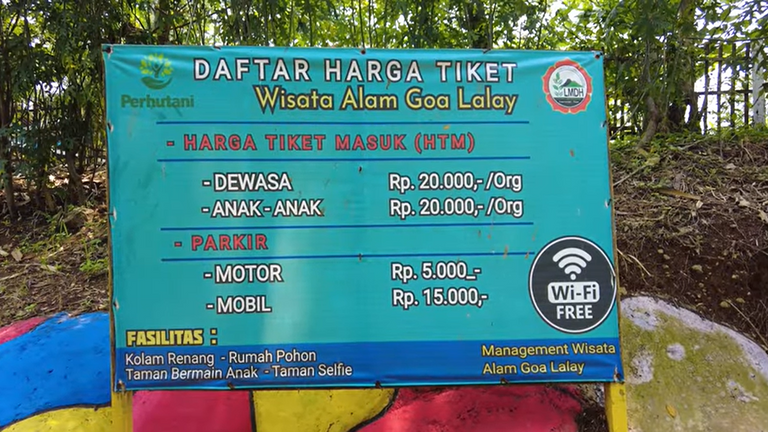 DAFTAR HARGA TIKET
Perhutani
Wisata Alam Goa Lalay
LMDH
- HARGA TIKET MASUK (HTM)
- DEWASA Rp. 20.000,-/Org
- ANAK-ANAK Rp. 20.000,-/Org
- PARKIR
- MOTOR Rp. 5.000,-
- MOBIL Rp. 15.000,-
Wi-Fi
FREE
FASILITAS :
Kolam Renang - Rumah Pohon
Taman Bermain Anak - Taman Selfie
Management Wisata
Alam Goa Lalay